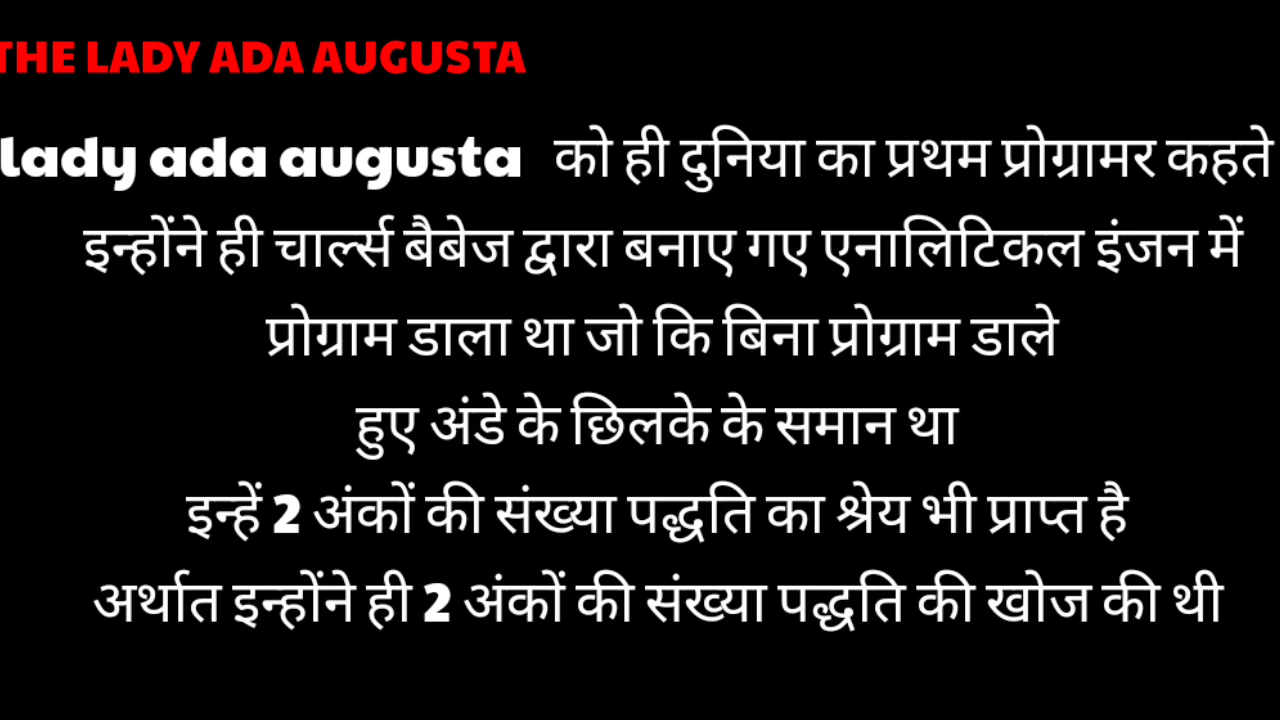 THE LADY ADA AUGUSTA
lady ada augusta को ही दुनिया का प्रथम प्रोग्रामर कहते
इन्होंने ही चार्ल्स बैबेज द्वारा बनाए गए एनालिटिकल इंजन में
प्रोग्राम डाला था जो कि बिना प्रोग्राम डाले
हुए अंडे के छिलके के समान था
इन्हें 2 अंकों की संख्या पद्धति का श्रेय भी प्राप्त है
अर्थात इन्होंने ही 2 अंकों की संख्या पद्धति की खोज की थी